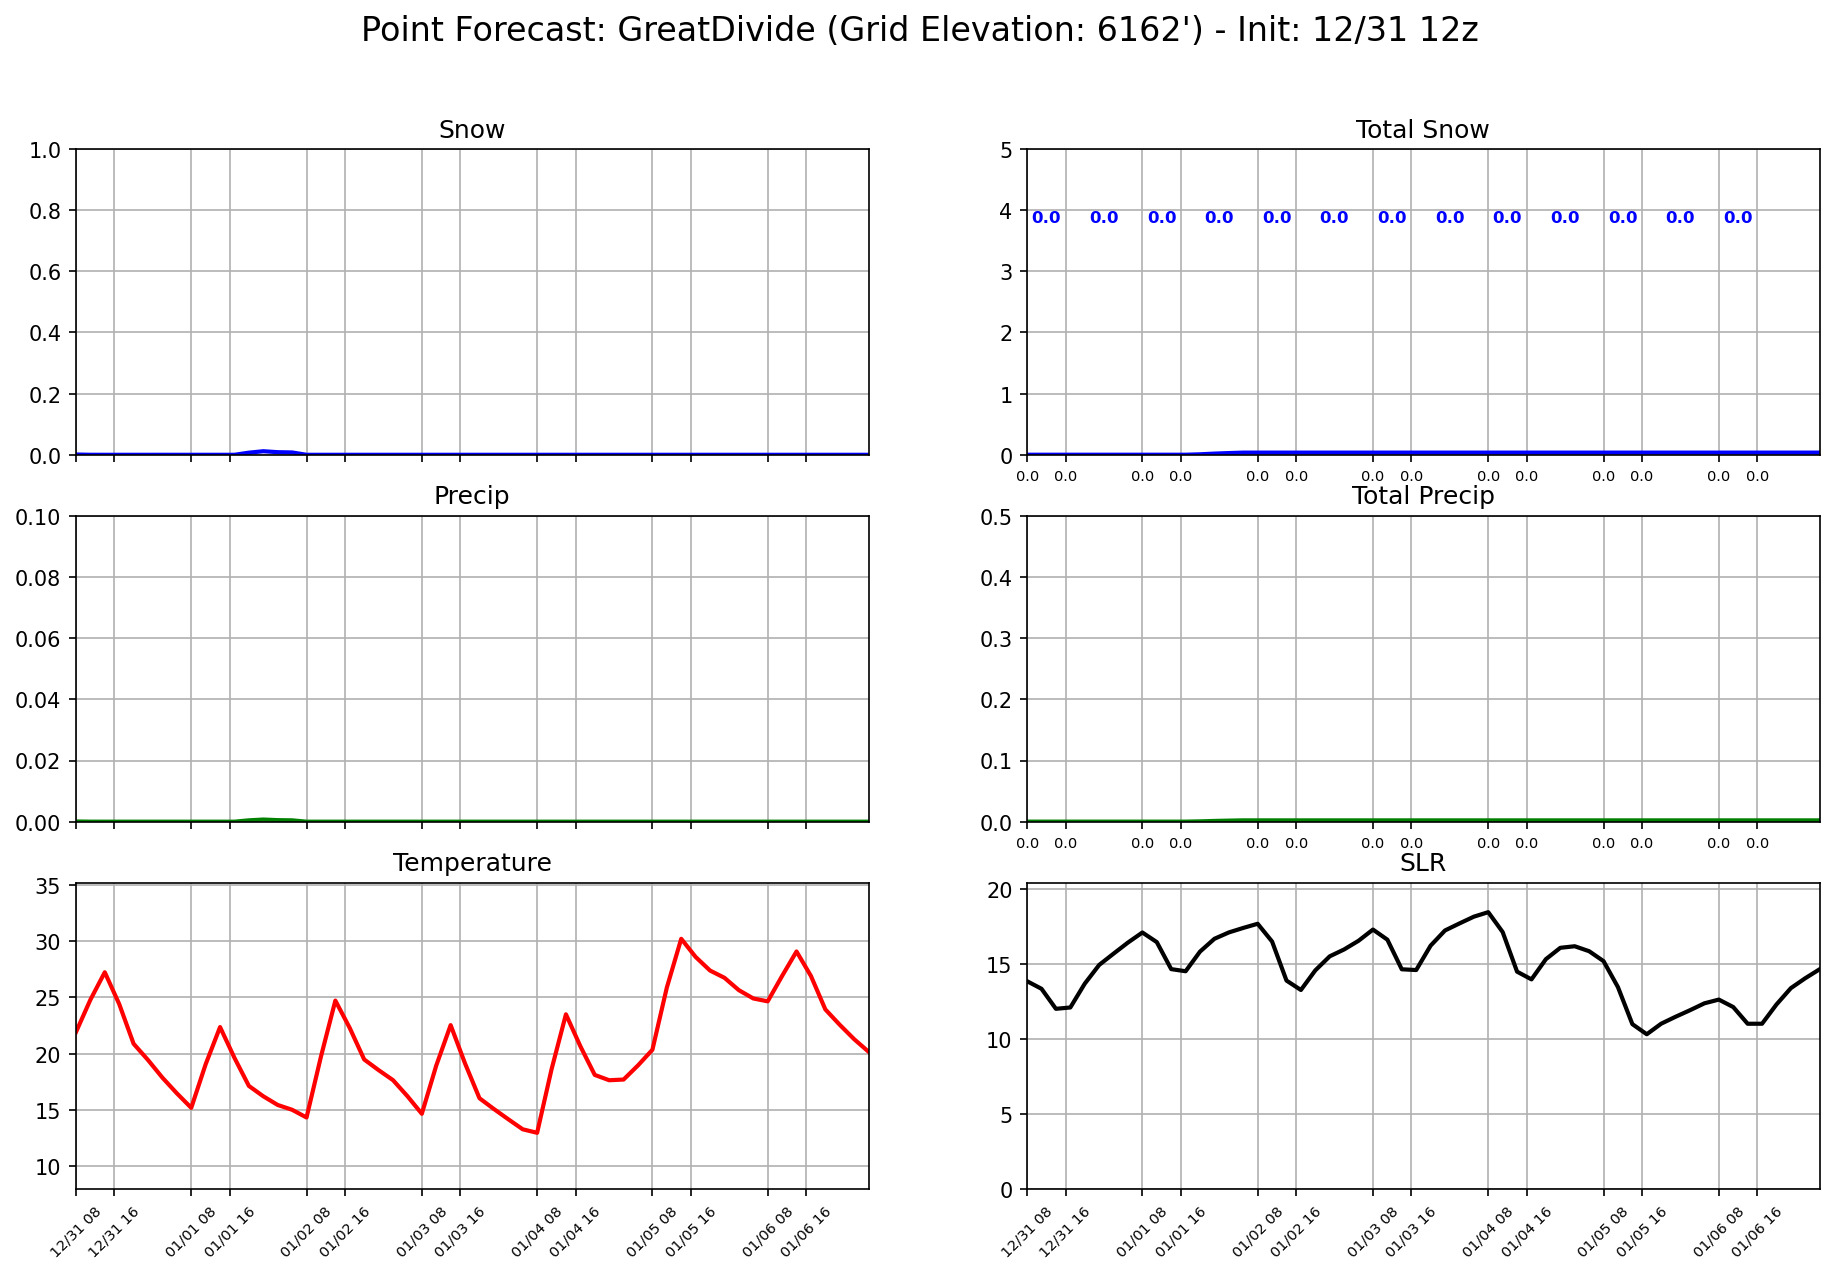 Point Forecast: GreatDivide (Grid Elevation: 6162') - Init: 12/31 12z
Snow
1.0
0.8
0.6
0.4
0.2
0.0
Total Snow
5
4
3
2
1
0
0.0 0.0 0.0 0.0 0.0 0.0 0.0 0.0 0.0 0.0 0.0 0.0 0.0
0.0 0.0 0.0 0.0 0.0 0.0 0.0 0.0 0.0 0.0 0.0 0.0 0.0 0.0
Precip
0.10
0.08
0.06
0.04
0.02
0.00
Total Precip
0.5
0.4
0.3
0.2
0.1
0.0
0.0 0.0 0.0 0.0 0.0 0.0 0.0 0.0 0.0 0.0 0.0 0.0 0.0 0.0
Temperature
35
30
25
20
15
10
12/31 08 12/31 16 01/01 08 01/01 16 01/02 08 01/02 16 01/03 08 01/03 16 01/04 08 01/04 16 01/05 08 01/05 16 01/06 08 01/06 16
SLR
20
15
10
5
0
12/31 08 12/31 16 01/01 08 01/01 16 01/02 08 01/02 16 01/03 08 01/03 16 01/04 08 01/04 16 01/05 08 01/05 16 01/06 08 01/06 16